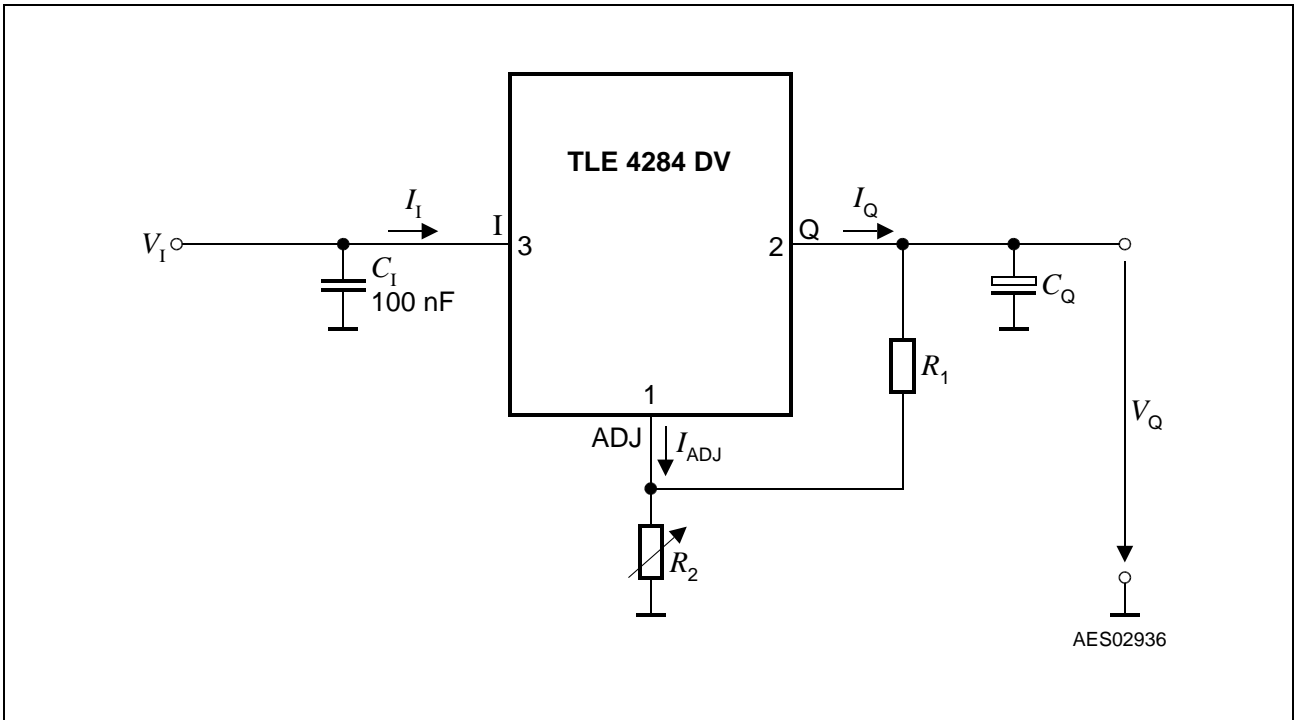 TLE 4284 DV
I_I
I_Q
V_I
I
3
2
Q
C_I
100 nF
C_Q
R_1
1
ADJ
I_ADJ
V_Q
R_2
AES02936